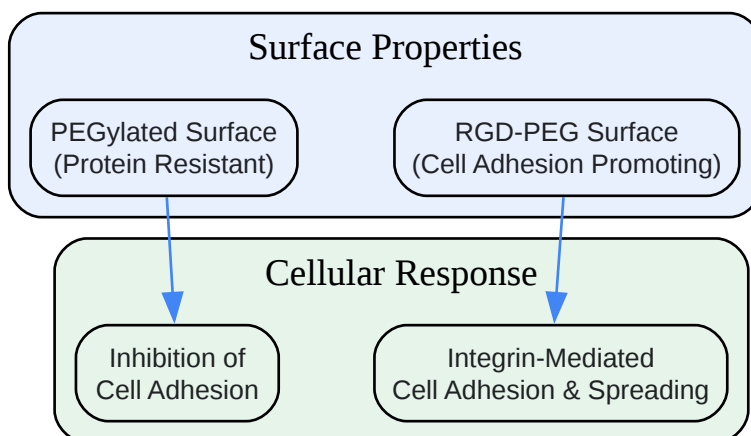 Surface Properties
PEGylated Surface
(Protein Resistant)
RGD-PEG Surface
(Cell Adhesion Promoting)
Cellular Response
Inhibition of
Cell Adhesion
Integrin-Mediated
Cell Adhesion & Spreading